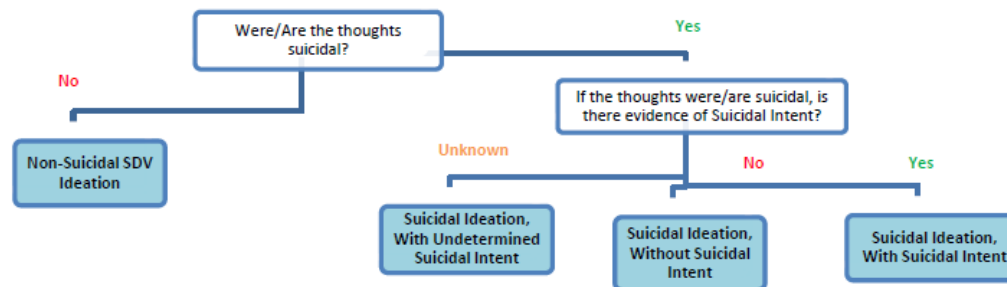 Were/Are the thoughts
suicidal?
Yes
No
If the thoughts were/are suicidal, is
there evidence of Suicidal Intent?
Non-Suicidal SDV
Ideation
Unknown
No
Yes
Suicidal Ideation,
With Undetermined
Suicidal Intent
Suicidal Ideation,
Without Suicidal
Intent
Suicidal Ideation,
With Suicidal Intent